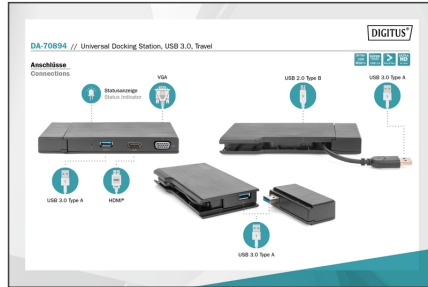 DIGITUS®
DA-70894 // Universal Docking Station, USB 3.0, Travel
Anschlüsse
Connections
Statusanzeige
Status Indicator
VGA
USB 2.0 Type B
USB 3.0 Type A
USB 3.0 Type A
HDMI®
USB 3.0 Type A